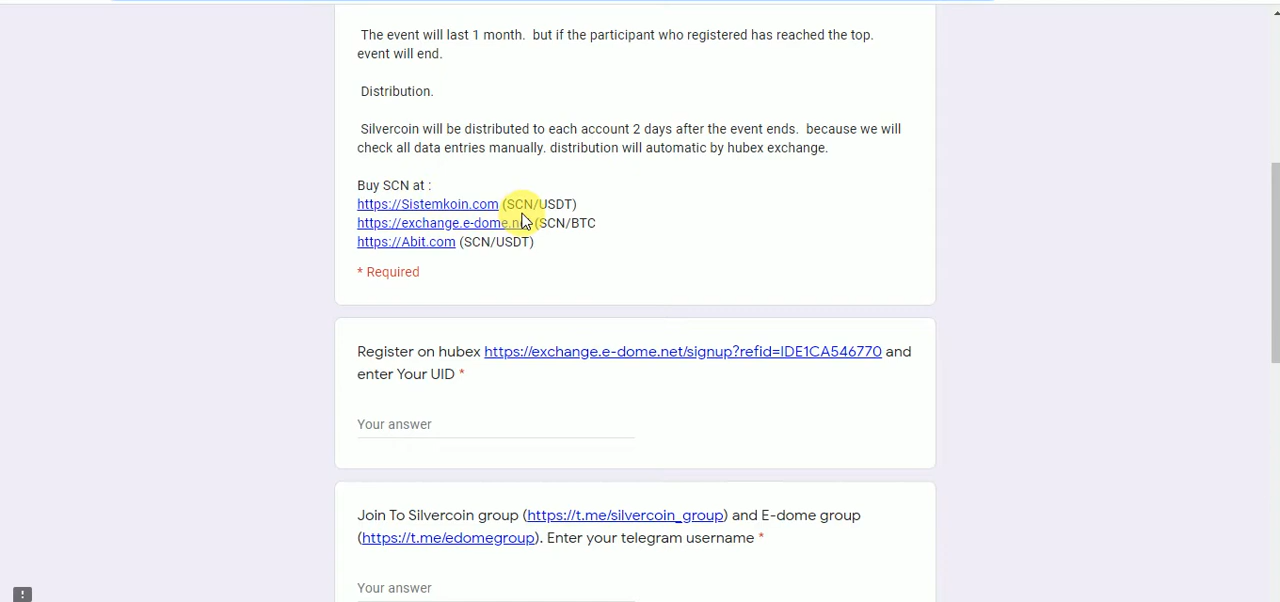 The event will last 1 month. but if the participant who registered has reached the top.
event will end.
Distribution.
Silvercoin will be distributed to each account 2 days after the event ends. because we will
check all data entries manually. distribution will automatic by hubex exchange.
Buy SCN at :
https://Sistemkoin.com (SCN/USDT)
https://exchange.e-dome.n (SCN/BTC
https://Abit.com (SCN/USDT)
* Required
Register on hubex https://exchange.e-dome.net/signup?refid=IDE1CA546770 and
enter Your UID *
Your answer
Join To Silvercoin group (https://t.me/silvercoin_group) and E-dome group
(https://t.me/edomegroup). Enter your telegram username *
Your answer